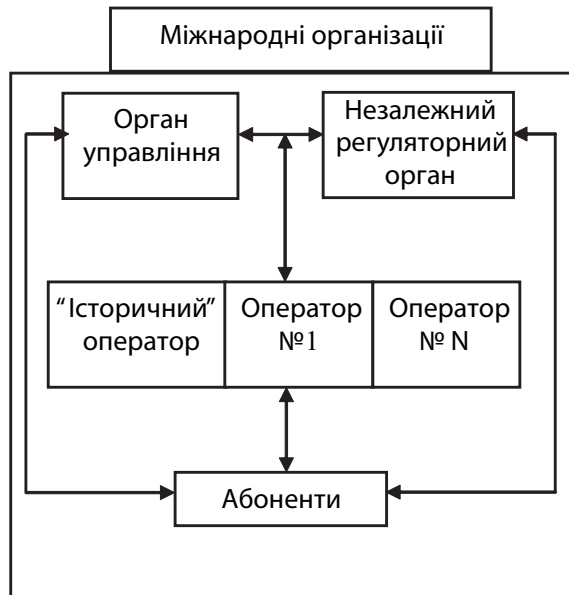 Міжнародні організації
Орган
управління
Незалежний
регуляторний
орган
“Історичний”
оператор
Оператор
№1
Оператор
№ N
Абоненти